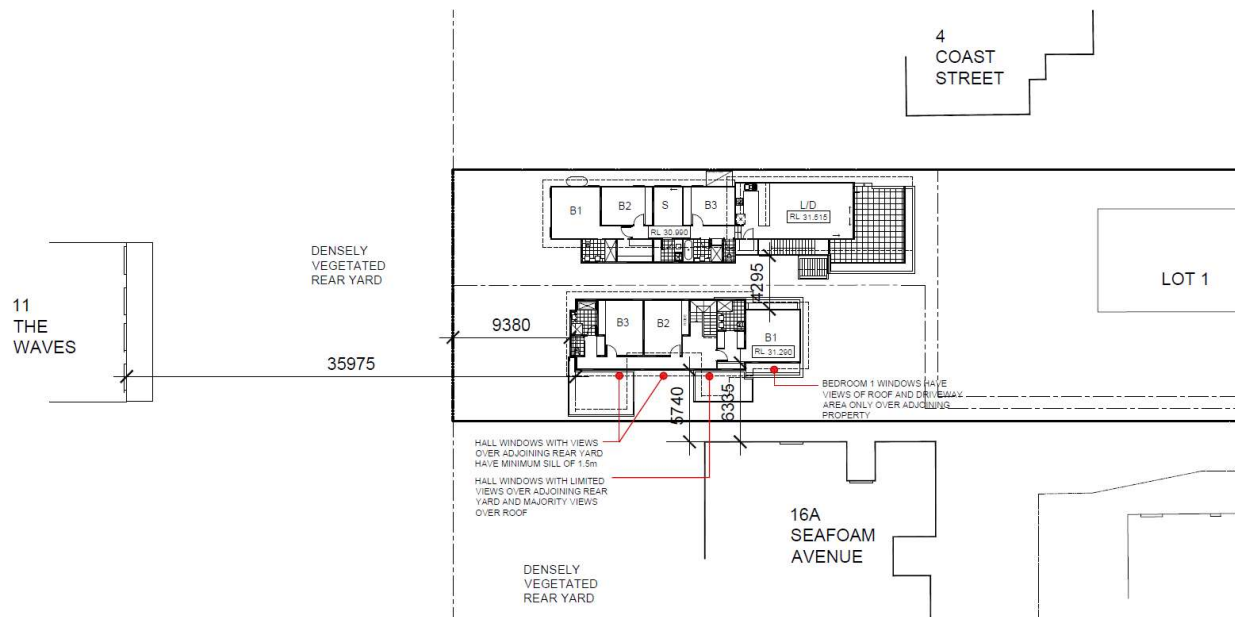 4
COAST
STREET
B1
B2
S
B3
L/D
RL 31.515
RL 30.990
DENSELY
VEGETATED
REAR YARD
4295
LOT 1
11
THE
WAVES
9380
B3
B2
B1
RL 31.290
35975
5740
6335
BEDROOM 1 WINDOWS HAVE
VIEWS OF ROOF AND DRIVEWAY
AREA ONLY OVER ADJOINING
PROPERTY
HALL WINDOWS WITH VIEWS
OVER ADJOINING REAR YARD
HAVE MINIMUM SILL OF 1.5m
HALL WINDOWS WITH LIMITED
VIEWS OVER ADJOINING REAR
YARD AND MAJORITY VIEWS
OVER ROOF
16A
SEAFOAM
AVENUE
DENSELY
VEGETATED
REAR YARD